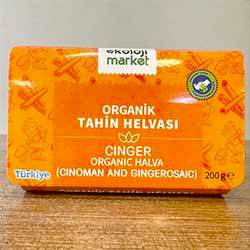 ekoloji
market
ORGANİK
TAHİN HELVASI
CINGER
ORGANIC HALVA
(CINOMAN AND GINGEROSAIC)
Türkiye
200 g e